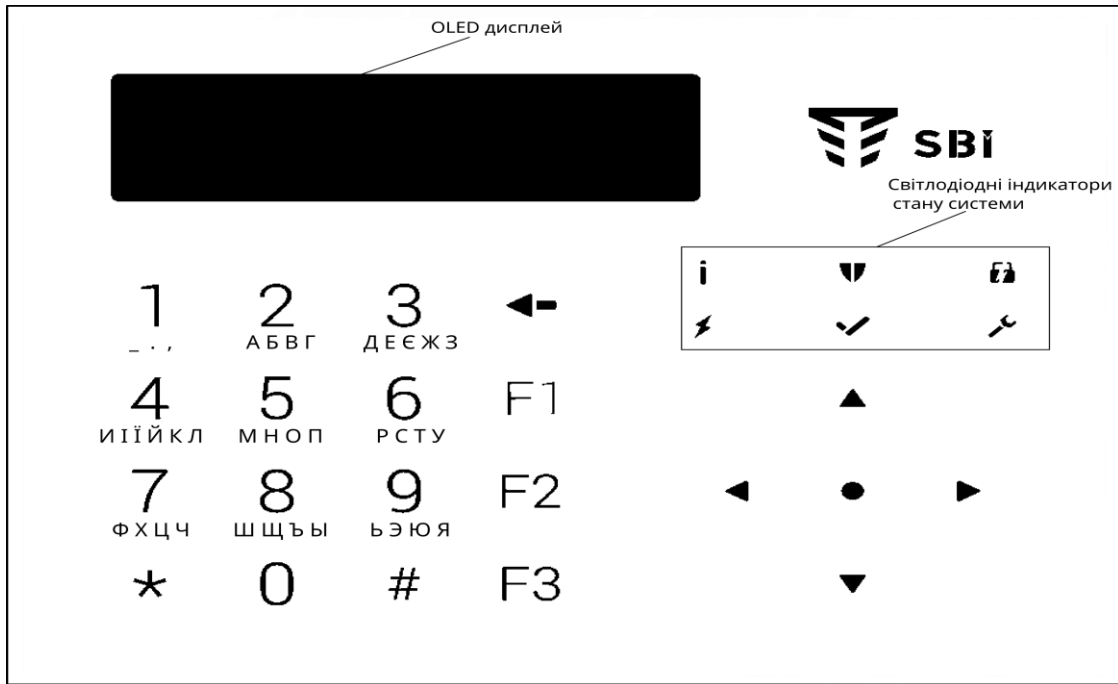 OLED дисплей
SBI
Світлодіодні індикатори
стану системи
1 2 3
_ . , А Б В Г Д Е Є Ж З
4 5 6 F1
И І Ї Й К Л М Н О П Р С Т У
7 8 9 F2
Ф Х Ц Ч Ш Щ Ъ Ы Ь Э Ю Я
* 0 # F3